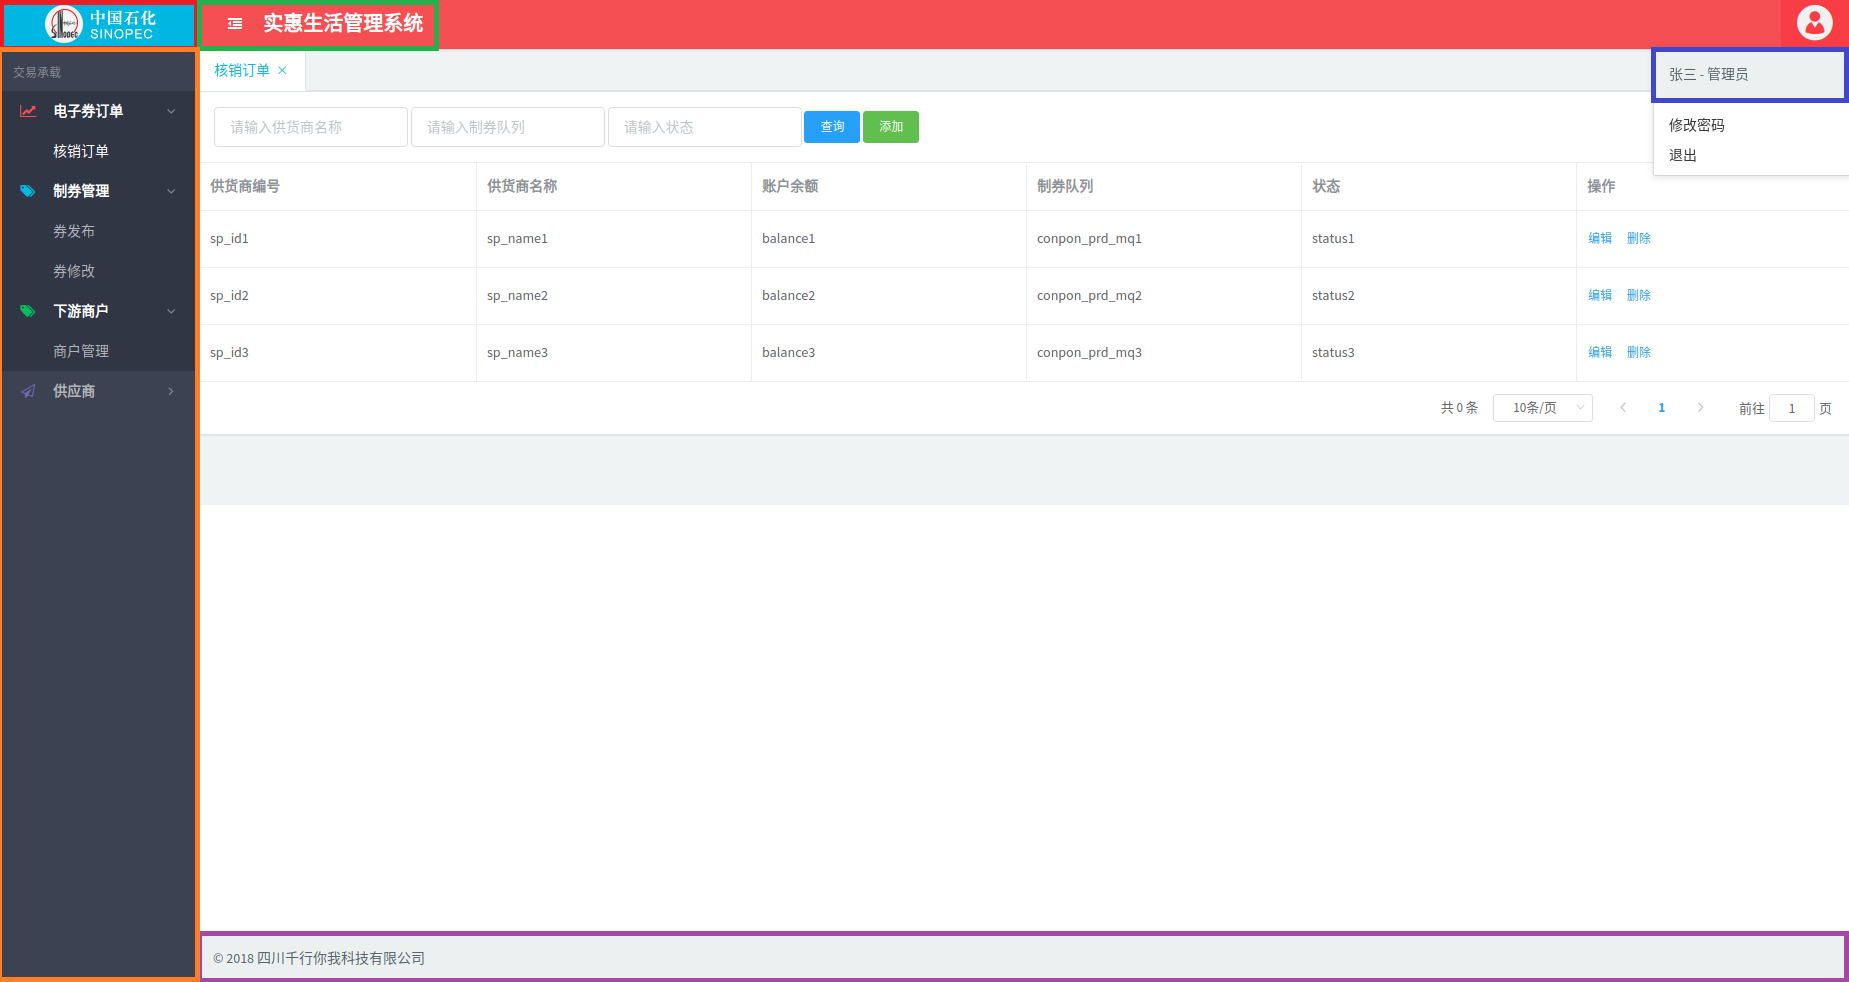 中国石化
SINOPEC
实惠生活管理系统
交易承载
电子券订单
核销订单
制券管理
券发布
券修改
下游商户
商户管理
供应商
核销订单 ×
张三 - 管理员
修改密码
退出
请输入供货商名称 请输入制券队列 请输入状态 查询 添加
供货商编号 供货商名称 账户余额 制券队列 状态 操作
sp_id1 sp_name1 balance1 conpon_prd_mq1 status1 编辑 删除
sp_id2 sp_name2 balance2 conpon_prd_mq2 status2 编辑 删除
sp_id3 sp_name3 balance3 conpon_prd_mq3 status3 编辑 删除
共 0 条 10条/页 1 前往 1 页
© 2018 四川千行你我科技有限公司